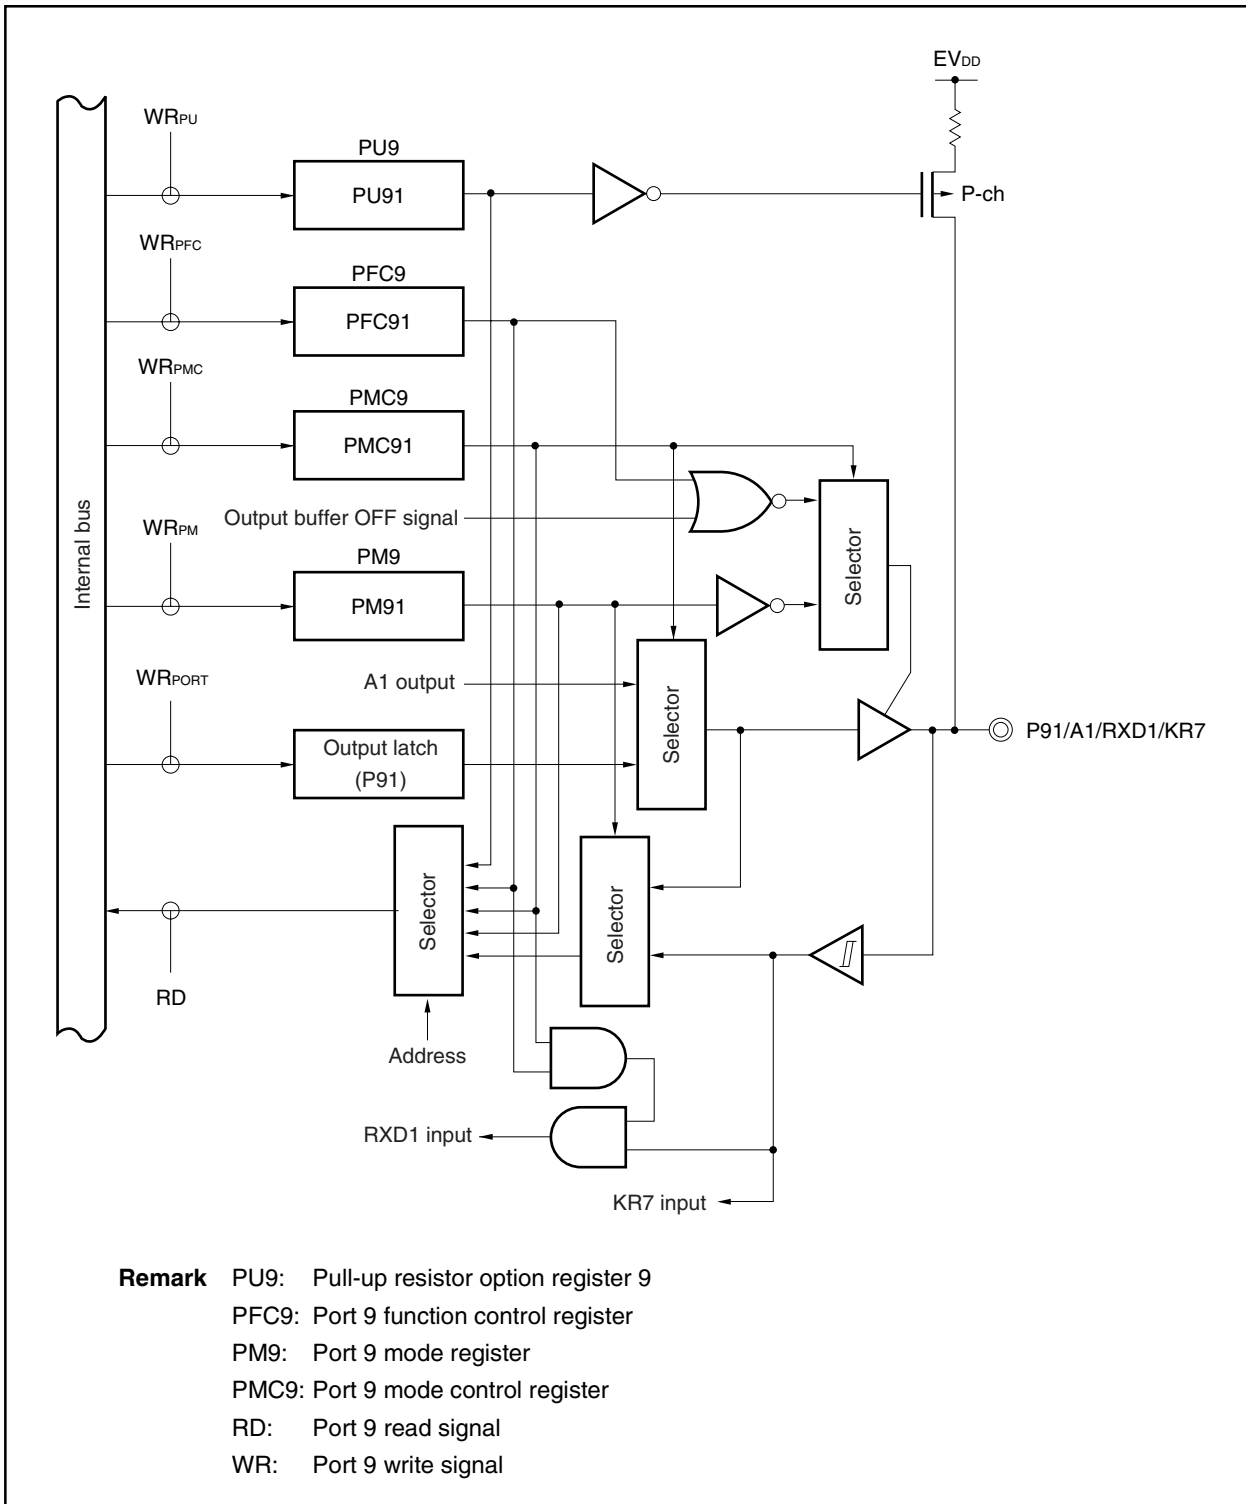 EVDD
WRPU
PU9
PU91
P-ch
WRPFC
PFC9
PFC91
WRPMC
PMC9
PMC91
Output buffer OFF signal
Selector
Internal bus
WRPM
PM9
PM91
A1 output
Selector
WRPORT
Output latch
(P91)
P91/A1/RXD1/KR7
Selector
Selector
RD
Address
RXD1 input
KR7 input
Remark PU9: Pull-up resistor option register 9
PFC9: Port 9 function control register
PM9: Port 9 mode register
PMC9: Port 9 mode control register
RD: Port 9 read signal
WR: Port 9 write signal